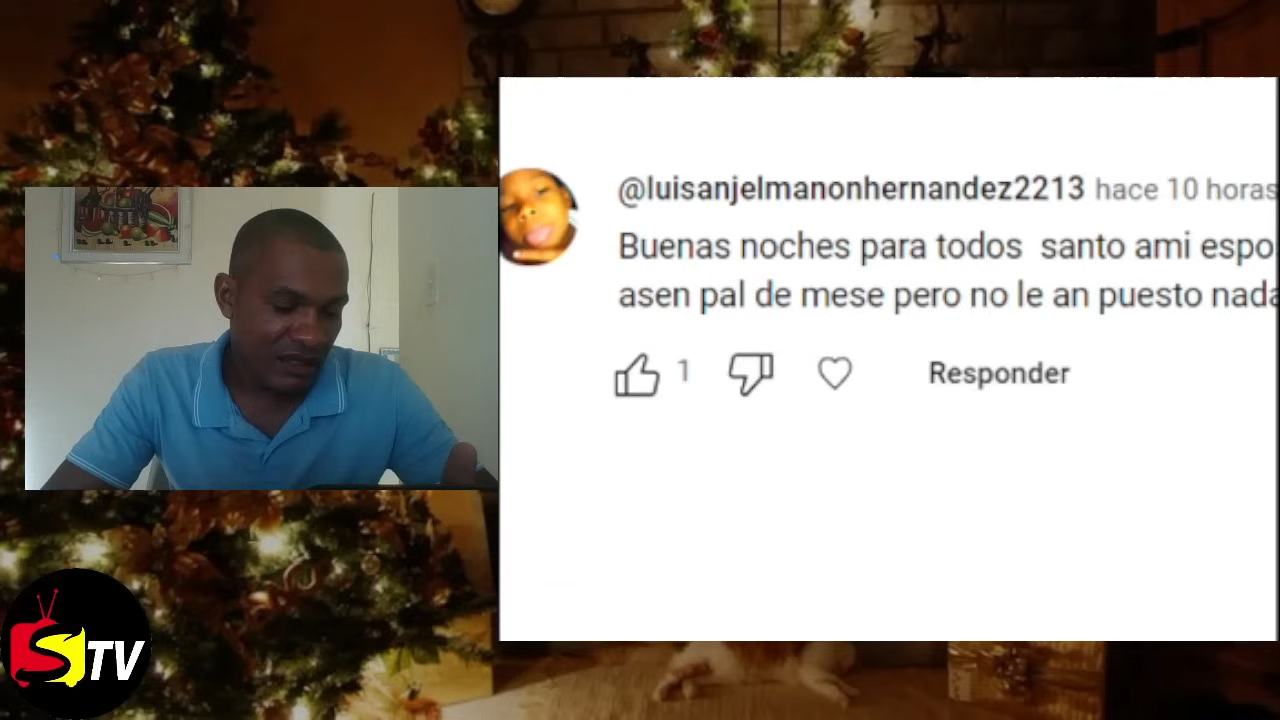 @luisanjelmanonhernandez2213 hace 10 horas
Buenas noches para todos santo ami espo
asen pal de mese pero no le an puesto nada
1
Responder
STV